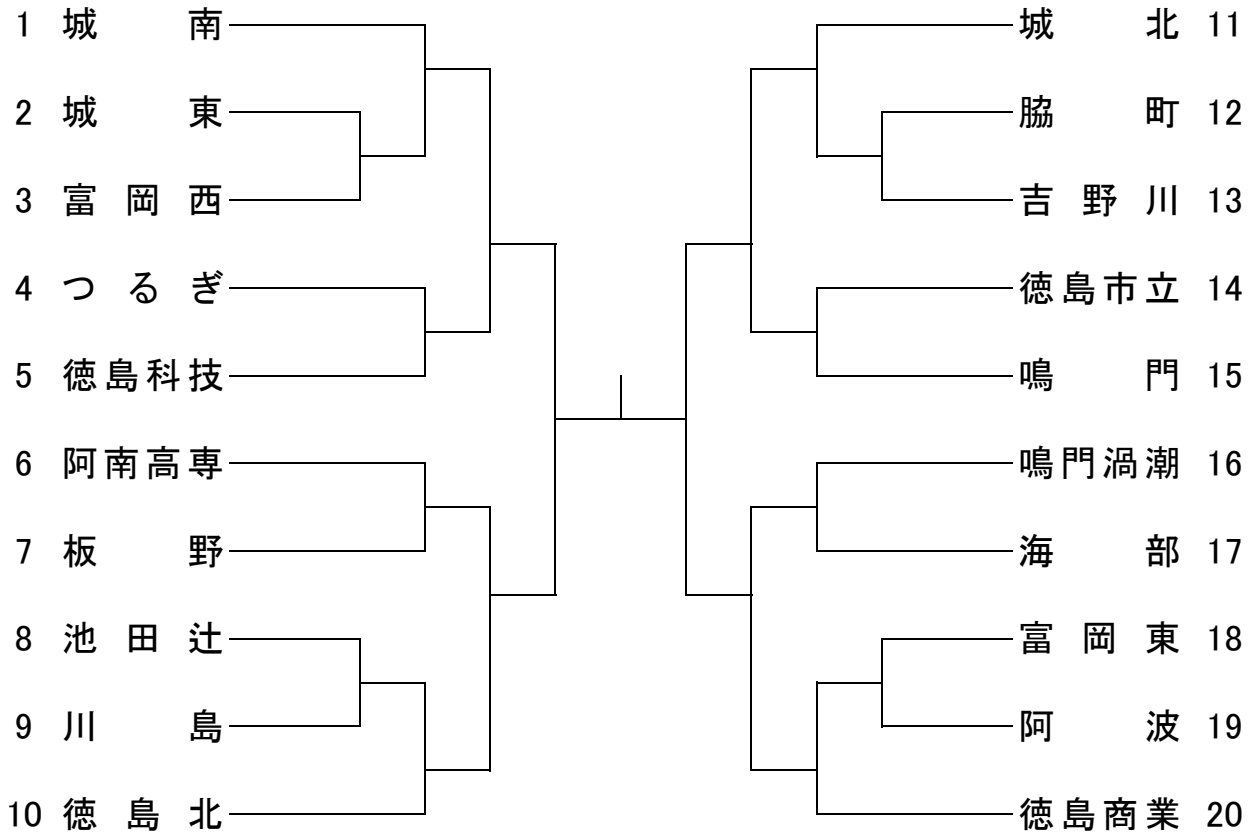 1 城南
2 城東
3 富岡西
4 つるぎ
5 徳島科技
6 阿南高専
7 板野
8 池田辻
9 川島
10 徳島北
城北 11
脇町 12
吉野川 13
徳島市立 14
鳴門 15
鳴門渦潮 16
海部 17
富岡東 18
阿波 19
徳島商業 20